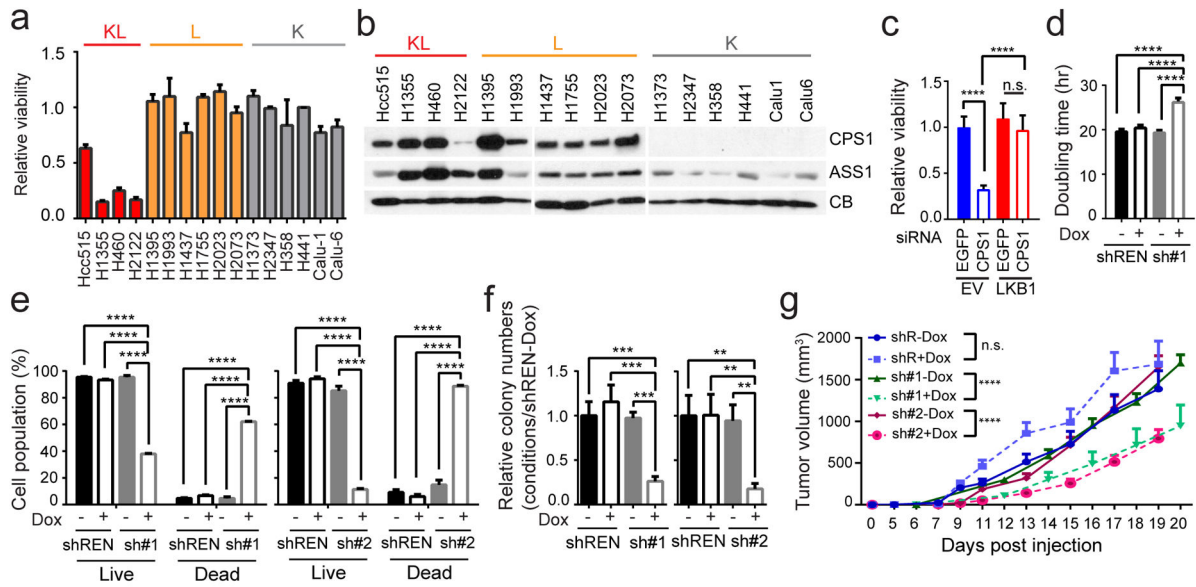 a
KL
L
K
Relative viability
1.5
1.0
0.5
0.0
Hcc515
H1355
H460
H2122
H1395
H1993
H1437
H1755
H2023
H2073
H1373
H2347
H358
H441
Calu-1
Calu-6
b
KL
L
K
Hcc515
H1355
H460
H2122
H1395
H1993
H1437
H1755
H2023
H2073
H1373
H2347
H358
H441
Calu1
Calu6
CPS1
ASS1
CB
c
Relative viability
1.5
1.0
0.5
0.0
****
****
n.s.
siRNA
EGFP
CPS1
EGFP
CPS1
EV
LKB1
d
Doubling time (hr)
40
30
20
10
0
****
****
****
Dox
- + - +
shREN sh#1
e
Cell population (%)
100
80
60
40
20
0
****
****
****
****
****
****
****
****
****
****
****
****
Dox
- + - + - + - + - + - + - + - +
shREN sh#1 shREN sh#1 shREN sh#2 shREN sh#2
Live Dead Live Dead
f
Relative colony numbers
(conditions/shREN-Dox)
1.5
1.0
0.5
0.0
***
***
***
**
**
**
Dox
- + - + - + - +
shREN sh#1 shREN sh#2
g
Tumor volume (mm³)
2000
1500
1000
500
0
shR-Dox
shR+Dox
sh#1-Dox
sh#1+Dox
sh#2-Dox
sh#2+Dox
n.s.
****
****
0 5 6 7 9 11 12 13 14 15 16 17 18 19 20
Days post injection